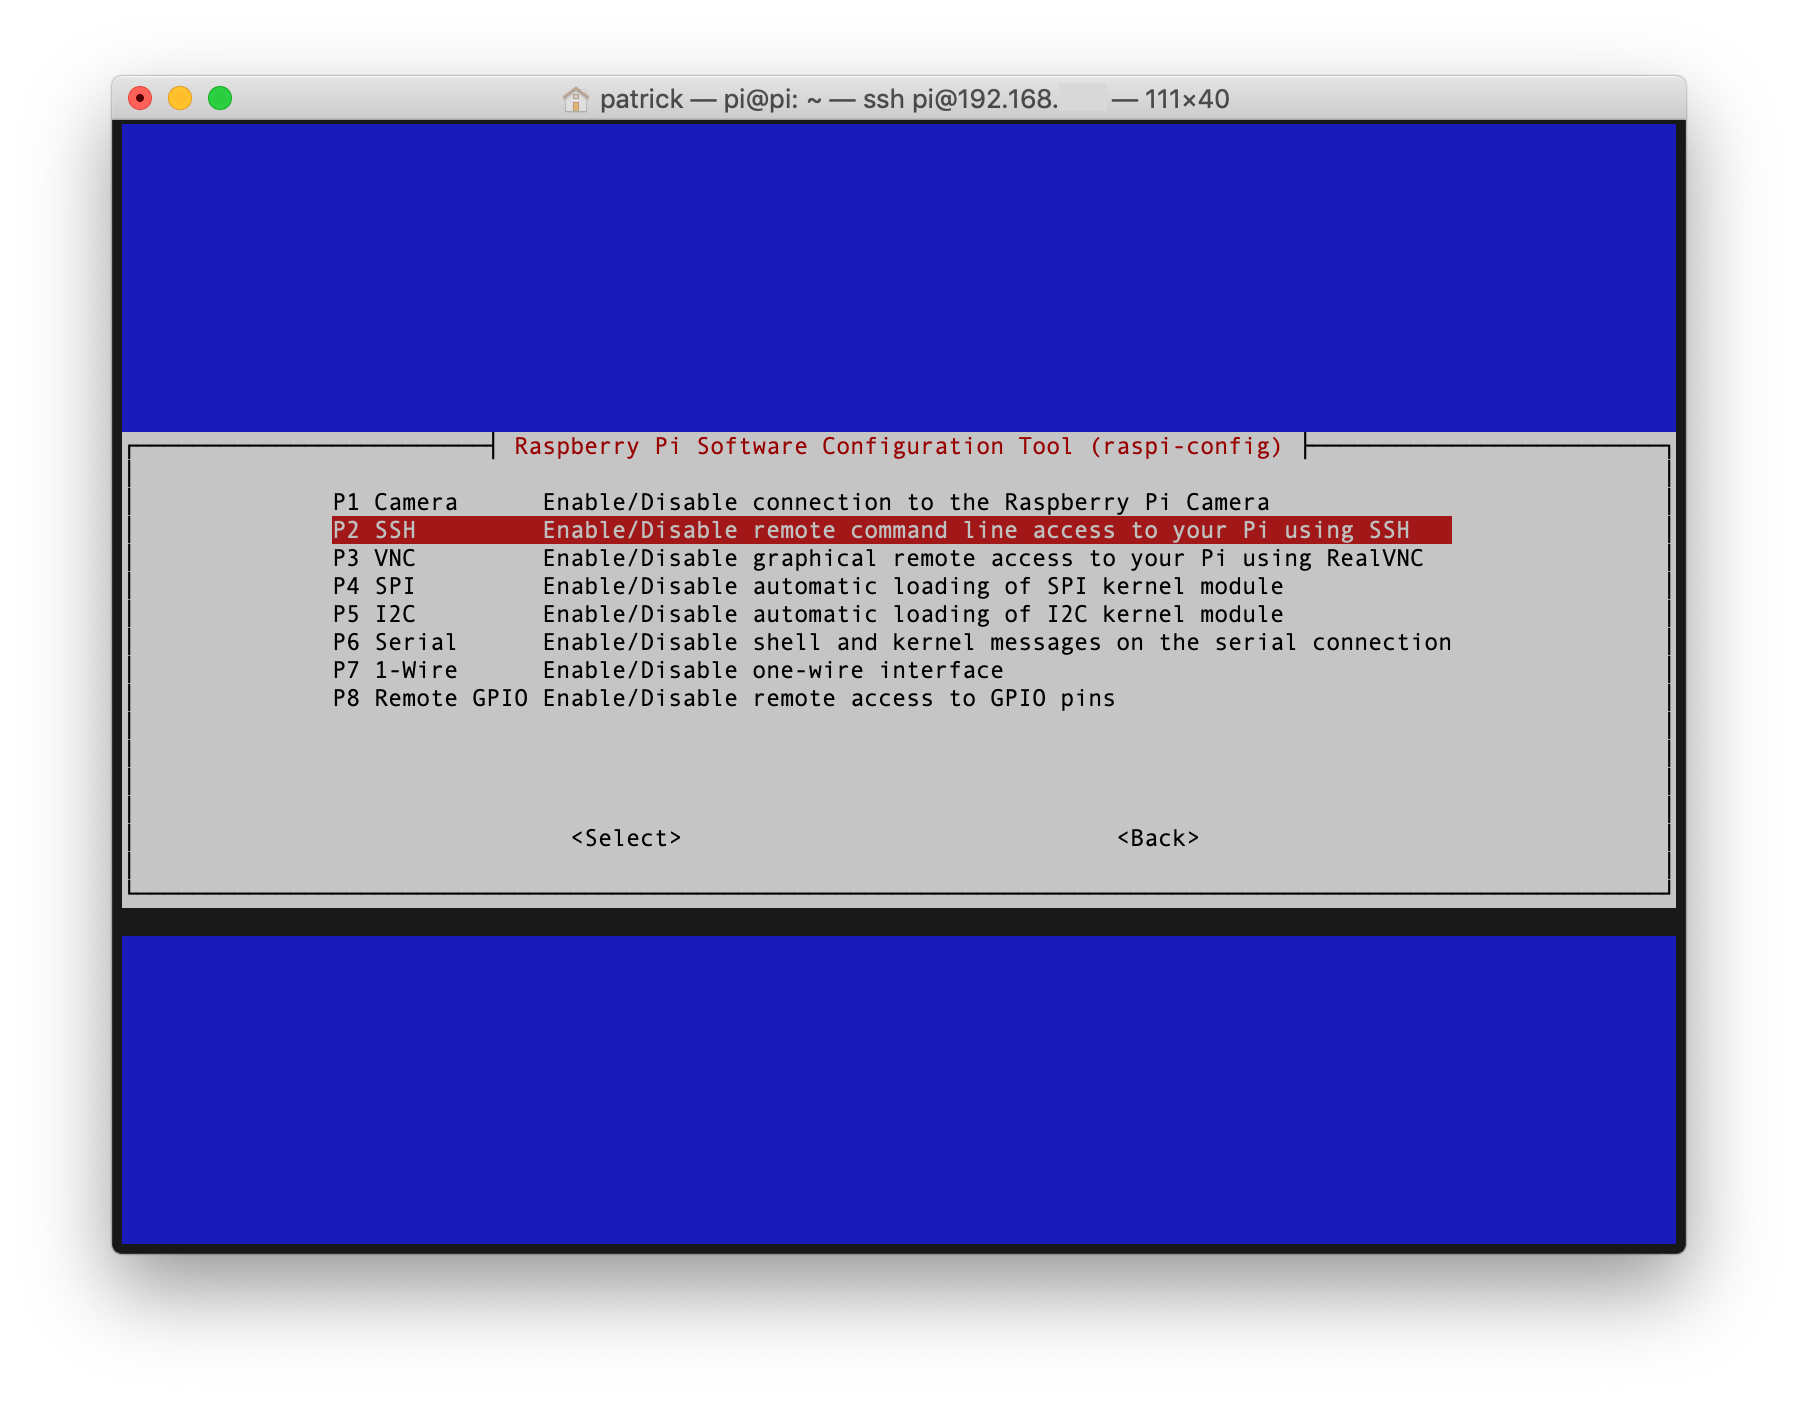 patrick — pi@pi: ~ — ssh pi@192.168. — 111×40
Raspberry Pi Software Configuration Tool (raspi-config)
P1 Camera Enable/Disable connection to the Raspberry Pi Camera
P2 SSH Enable/Disable remote command line access to your Pi using SSH
P3 VNC Enable/Disable graphical remote access to your Pi using RealVNC
P4 SPI Enable/Disable automatic loading of SPI kernel module
P5 I2C Enable/Disable automatic loading of I2C kernel module
P6 Serial Enable/Disable shell and kernel messages on the serial connection
P7 1-Wire Enable/Disable one-wire interface
P8 Remote GPIO Enable/Disable remote access to GPIO pins
<Select> <Back>